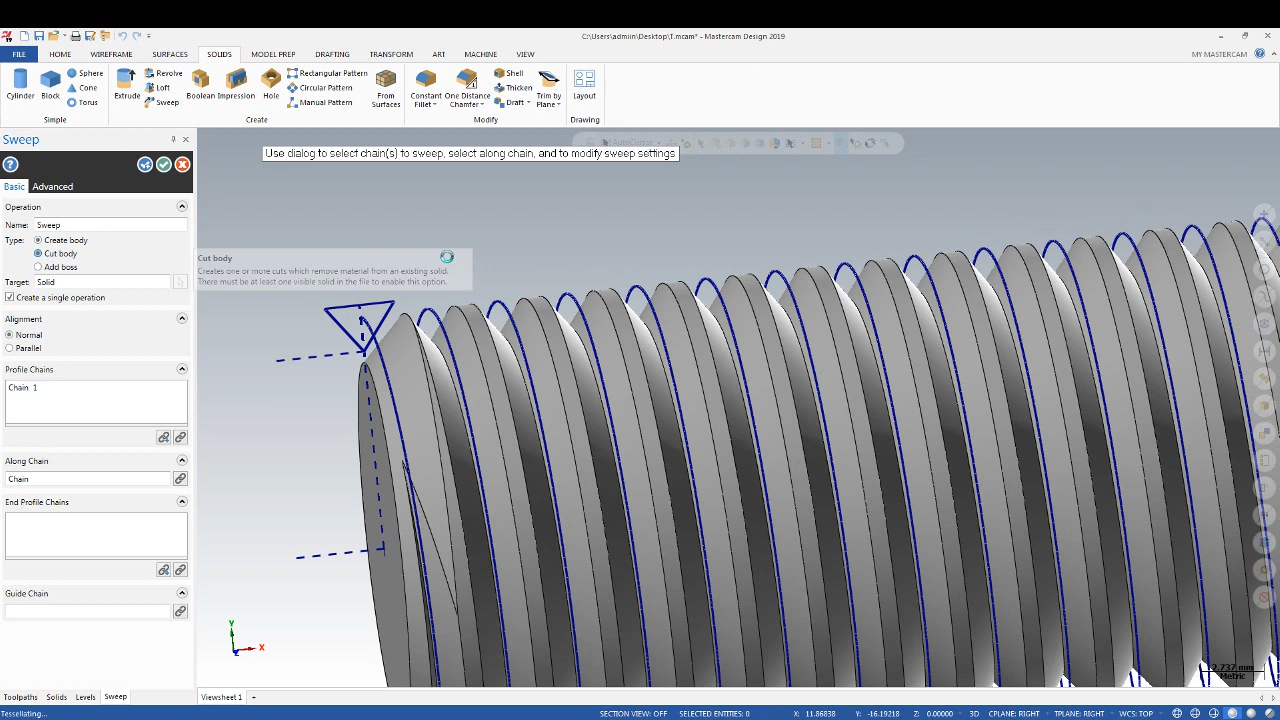 C:\Users\admiin\Desktop\T.mcam* - Mastercam Design 2019
FILE HOME WIREFRAME SURFACES SOLIDS MODEL PREP DRAFTING TRANSFORM ART MACHINE VIEW MY MASTERCAM
Cylinder Block Sphere Cone Torus
Simple
Extrude Revolve Loft Sweep Boolean Impression Hole Rectangular Pattern Circular Pattern Manual Pattern From Surfaces
Create
Constant Fillet One Distance Chamfer Shell Thicken Draft Trim by Plane
Modify
Layout
Drawing
Sweep
Use dialog to select chain(s) to sweep, select along chain, and to modify sweep settings
Basic Advanced
Operation
Name: Sweep
Type: Create body
Cut body
Add boss
Target: Solid
Create a single operation
Cut body
Creates one or more cuts which remove material from an existing solid.
There must be at least one visible solid in the file to enable this option.
Alignment
Normal
Parallel
Profile Chains
Chain 1
Along Chain
Chain
End Profile Chains
Guide Chain
Y
X
2.737 mm
Metric
Toolpaths Solids Levels Sweep
Viewsheet 1 +
Tessellating...
SECTION VIEW: OFF SELECTED ENTITIES: 0 X: 11.86838 Y: -16.19218 Z: 0.00000 3D CPLANE: RIGHT TPLANE: RIGHT WCS: TOP